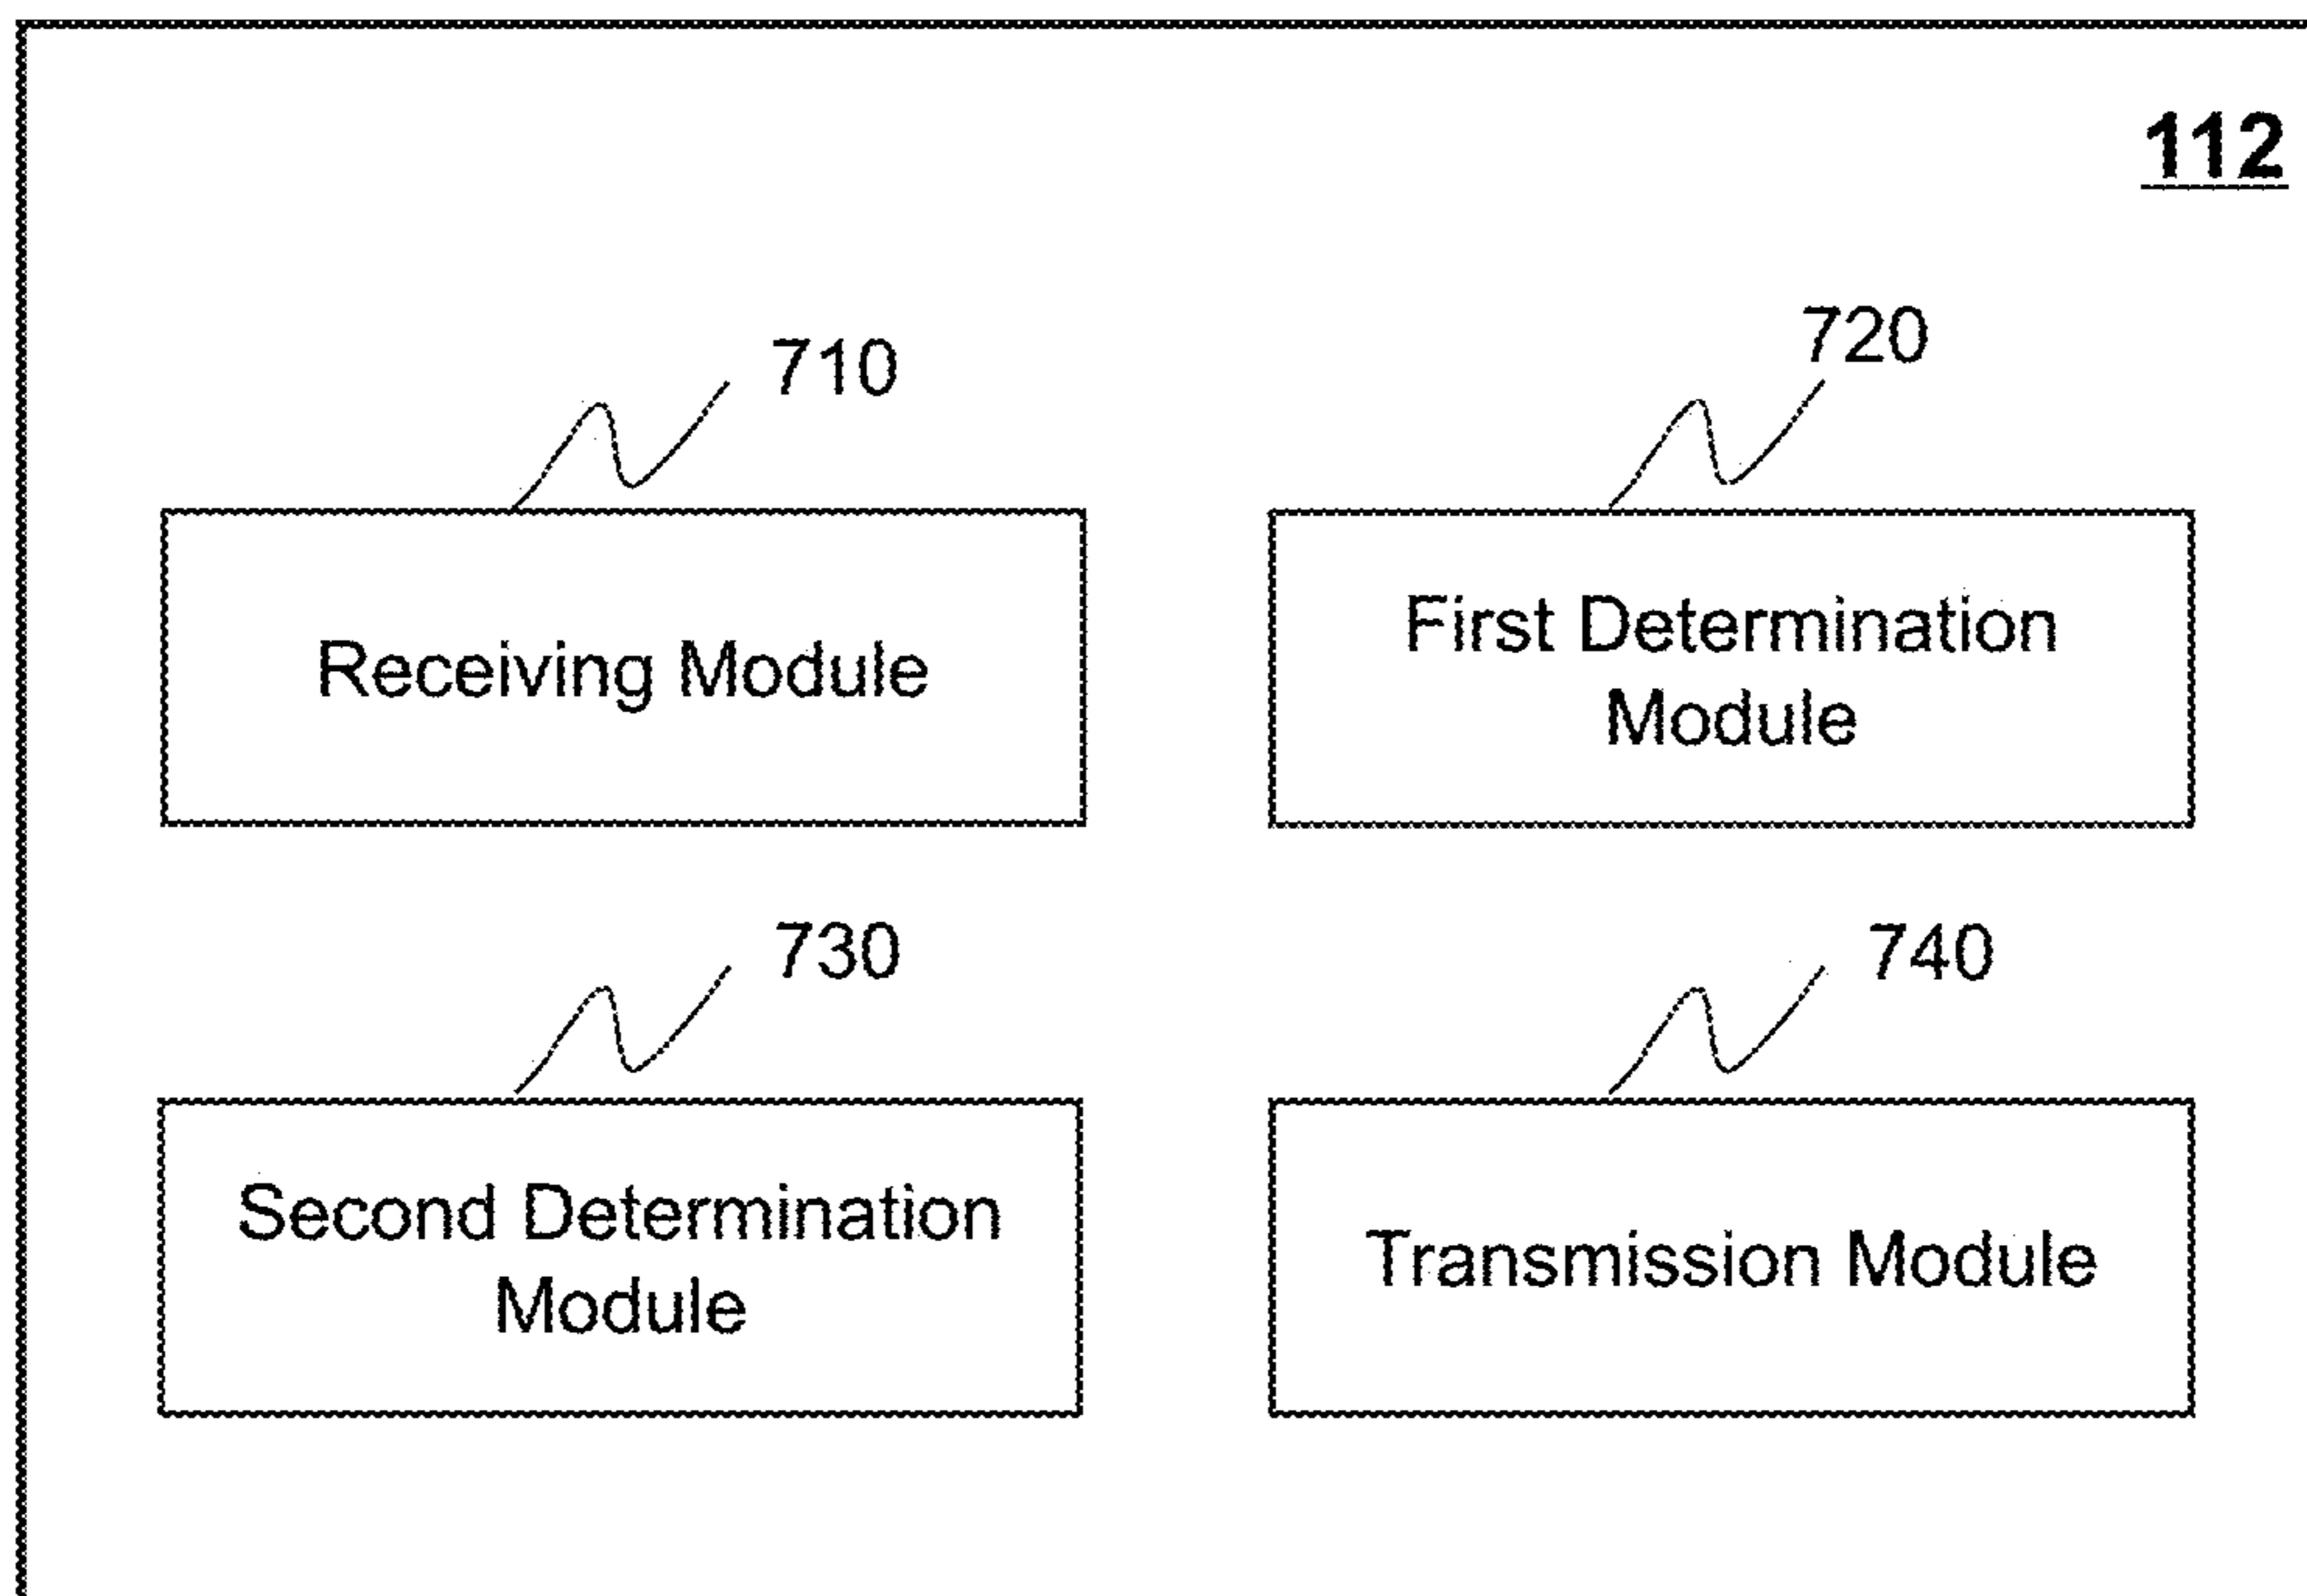 112
710
720
Receiving Module
First Determination
Module
730
740
Second Determination
Module
Transmission Module